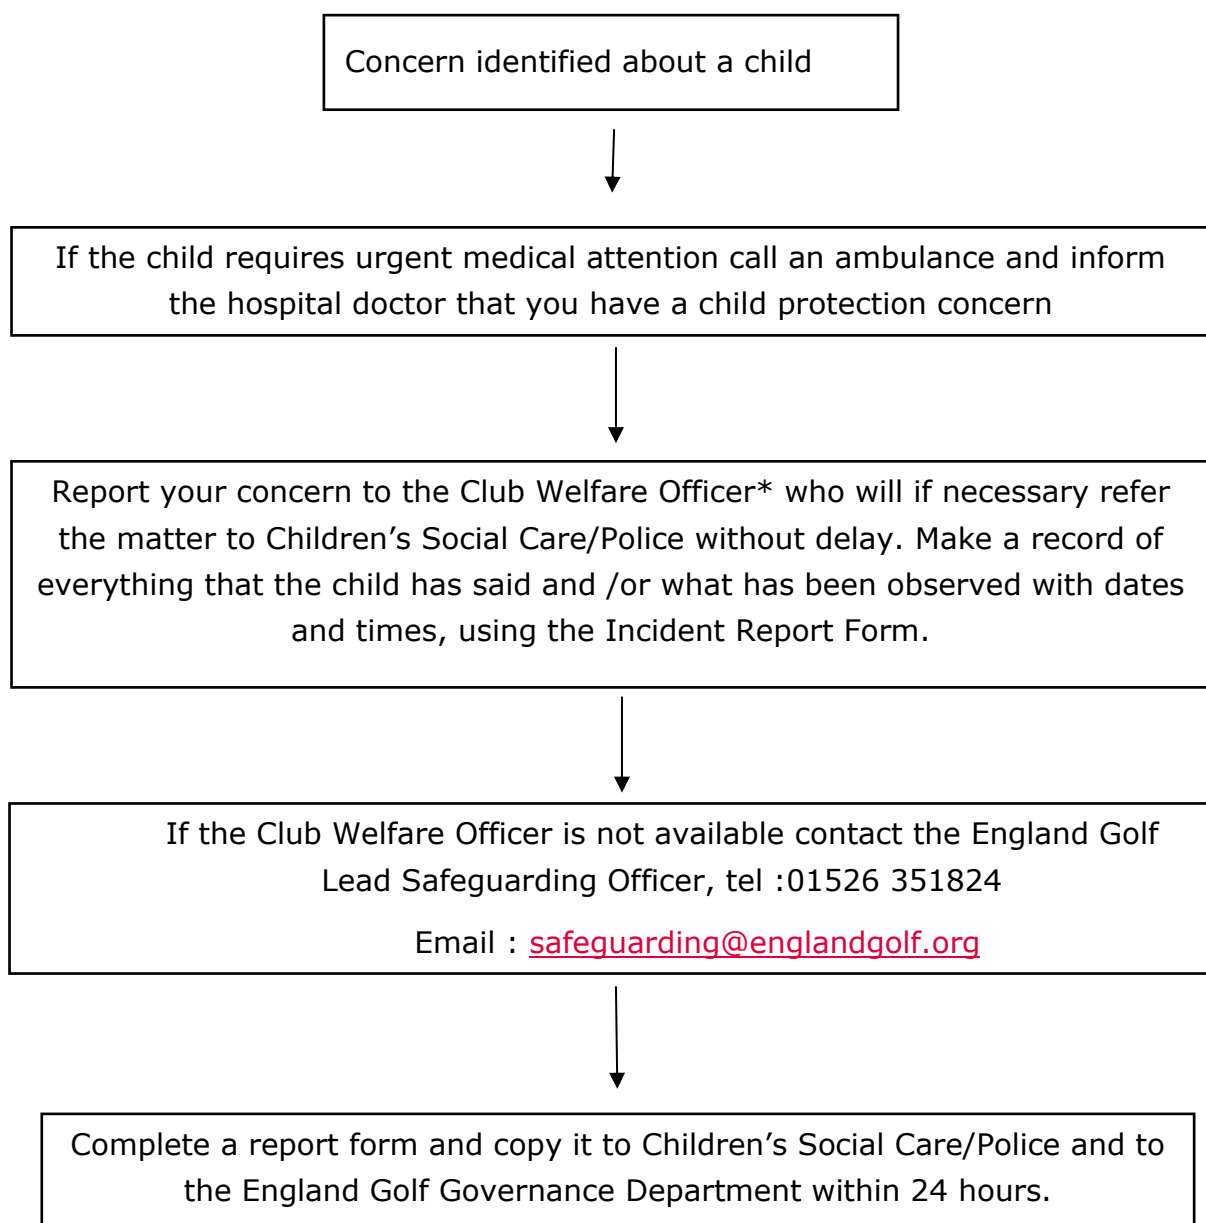 Concern identified about a child
If the child requires urgent medical attention call an ambulance and inform
the hospital doctor that you have a child protection concern
Report your concern to the Club Welfare Officer* who will if necessary refer
the matter to Children’s Social Care/Police without delay. Make a record of
everything that the child has said and /or what has been observed with dates
and times, using the Incident Report Form.
If the Club Welfare Officer is not available contact the England Golf
Lead Safeguarding Officer, tel :01526 351824
Email : safeguarding@englandgolf.org
Complete a report form and copy it to Children’s Social Care/Police and to
the England Golf Governance Department within 24 hours.